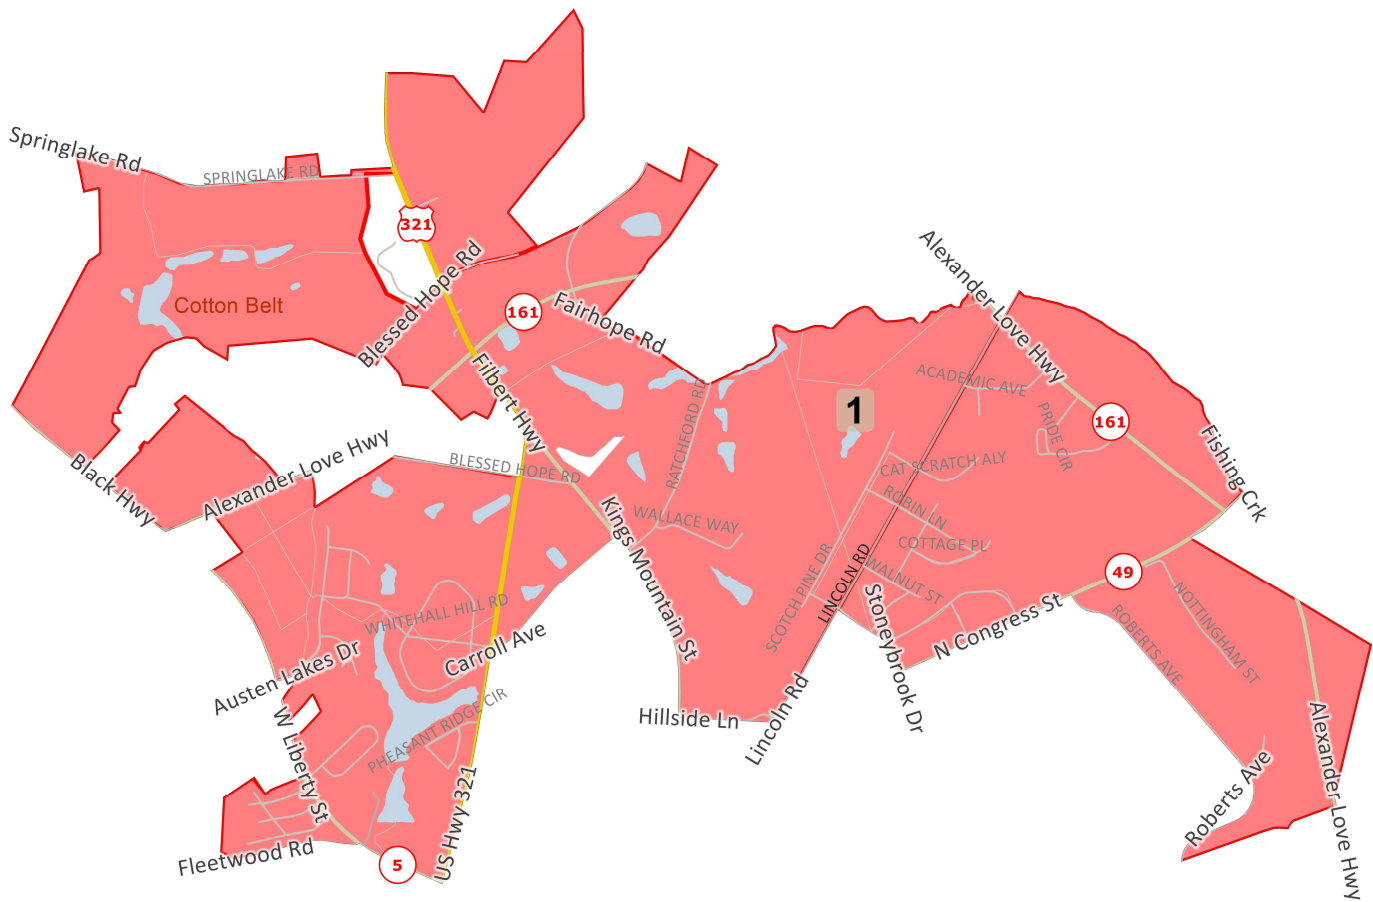 Springlake Rd
SPRINGLAKE RD
321
Blessed Hope Rd
Cotton Belt
161
Fairhope Rd
Filbert Hwy
Alexander Love Hwy
ACADEMIC AVE
1
PRIDE CIR
161
Fishing Crk
RATCHFORD RD
Black Hwy
Alexander Love Hwy
BLESSED HOPE RD
CAT SCRATCH ALY
ROBIN LN
WALLACE WAY
Kings Mountain St
COTTAGE PL
SCOTCH PINE DR
LINCOLN RD
WALNUT ST
49
Stoneybrook Dr
N Congress St
ROBERTS AVE
NOTTINGHAM ST
WHITEHALL HILL RD
Carroll Ave
Austen Lakes Dr
PHEASANT RIDGE CIR
W Liberty St
Hillside Ln
Lincoln Rd
US Hwy 321
Fleetwood Rd
5
Roberts Ave
Alexander Love Hwy